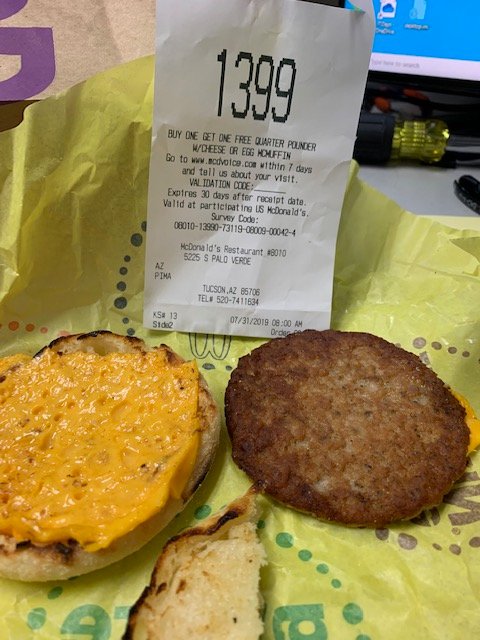 1399
BUY ONE GET ONE FREE QUARTER POUNDER
W/CHEESE OR EGG MCMUFFIN
Go to www.mcdvoice.com within 7 days
and tell us about your visit.
VALIDATION CODE:______
Expires 30 days after receipt date.
Valid at participating US McDonald's.
Survey Code:
08010-13990-73119-08009-00042-4
McDonald's Restaurant #8010
5225 S PALO VERDE
AZ
PIMA
TUCSON,AZ 85706
TEL# 520-7411634
KS# 13 07/31/2019 08:00 AM
Side2 Order